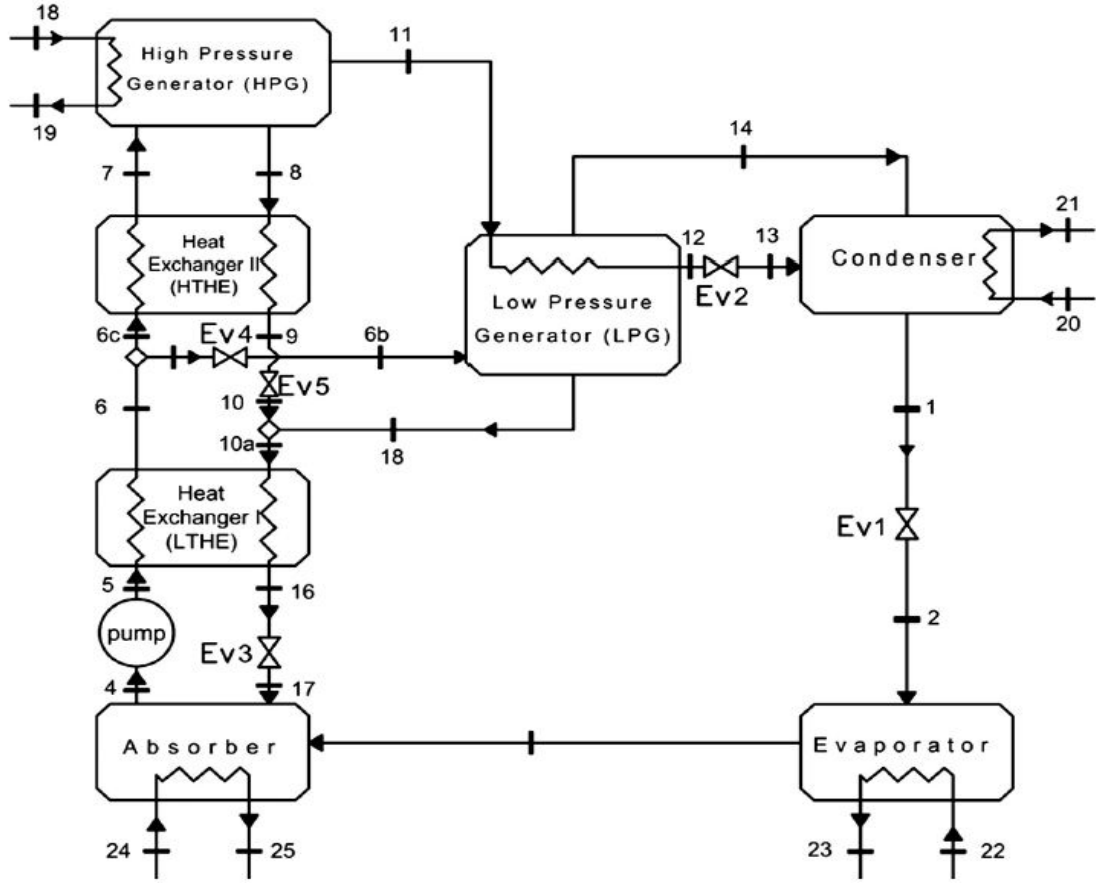 18
High Pressure
Generator (HPG)
11
19
7
8
14
Heat
Exchanger II
(HTHE)
21
12
13
Condenser
Ev2
20
Low Pressure
Generator (LPG)
6c
Ev4
9
6b
Ev5
6
10
10a
18
1
Heat
Exchanger I
(LTHE)
Ev1
5
16
pump
2
Ev3
4
17
Absorber
Evaporator
24
25
23
22